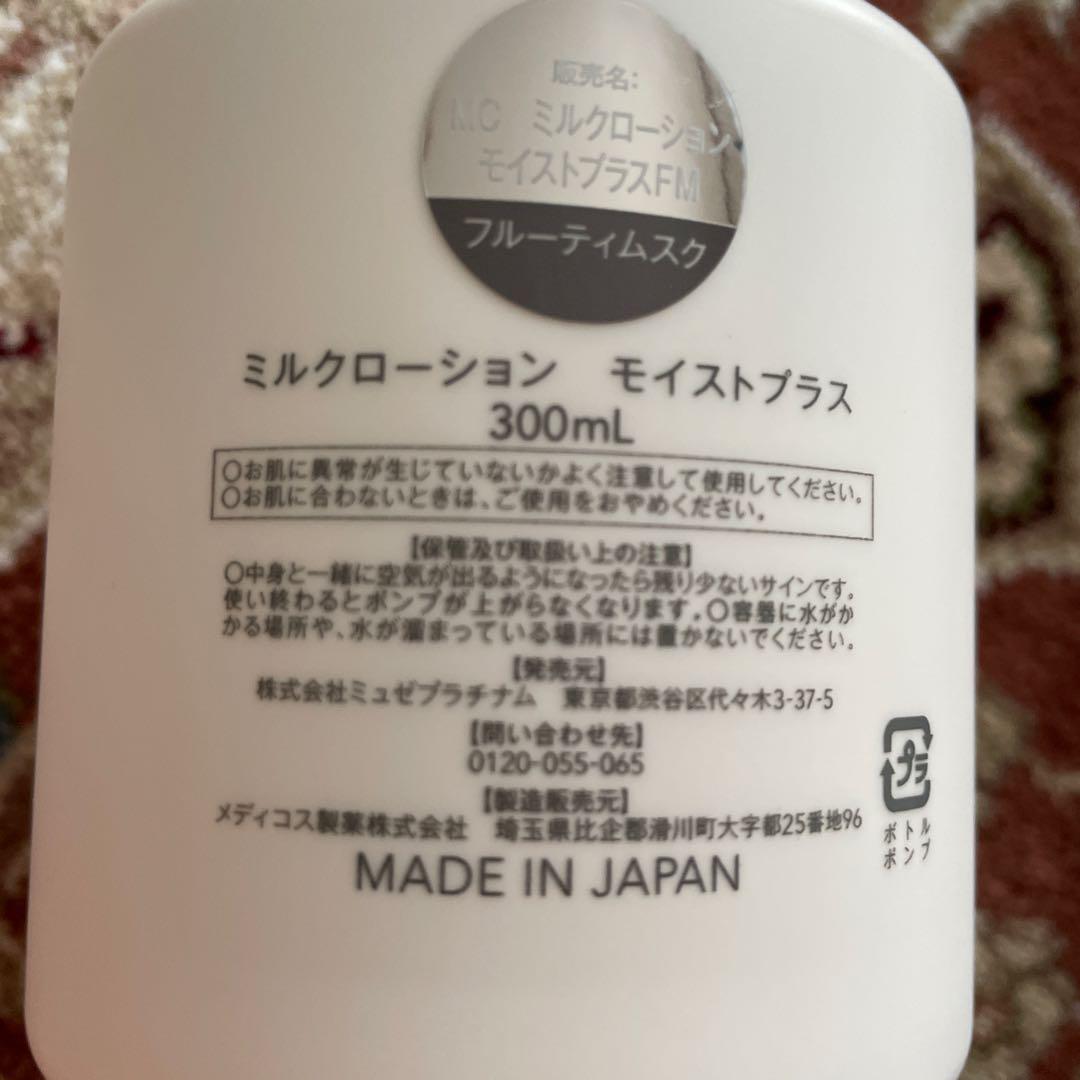 販売名:
MC ミルクローション
モイストプラスFM
フルーティムスク
ミルクローション モイストプラス
300mL
○お肌に異常が生じていないかよく注意して使用してください。
○お肌に合わないときは、ご使用をおやめください。
【保管及び取扱い上の注意】
○中身と一緒に空気が出るようになったら残り少ないサインです。
使い終わるとポンプが上がらなくなります。○容器に水がか
かる場所や、水が溜まっている場所には置かないでください。
【発売元】
株式会社ミュゼプラチナム 東京都渋谷区代々木3-37-5
【問い合わせ先】
0120-055-065
【製造販売元】
メディコス製薬株式会社 埼玉県比企郡滑川町大字都25番地96
MADE IN JAPAN
プラ
ボトル
ポンプ